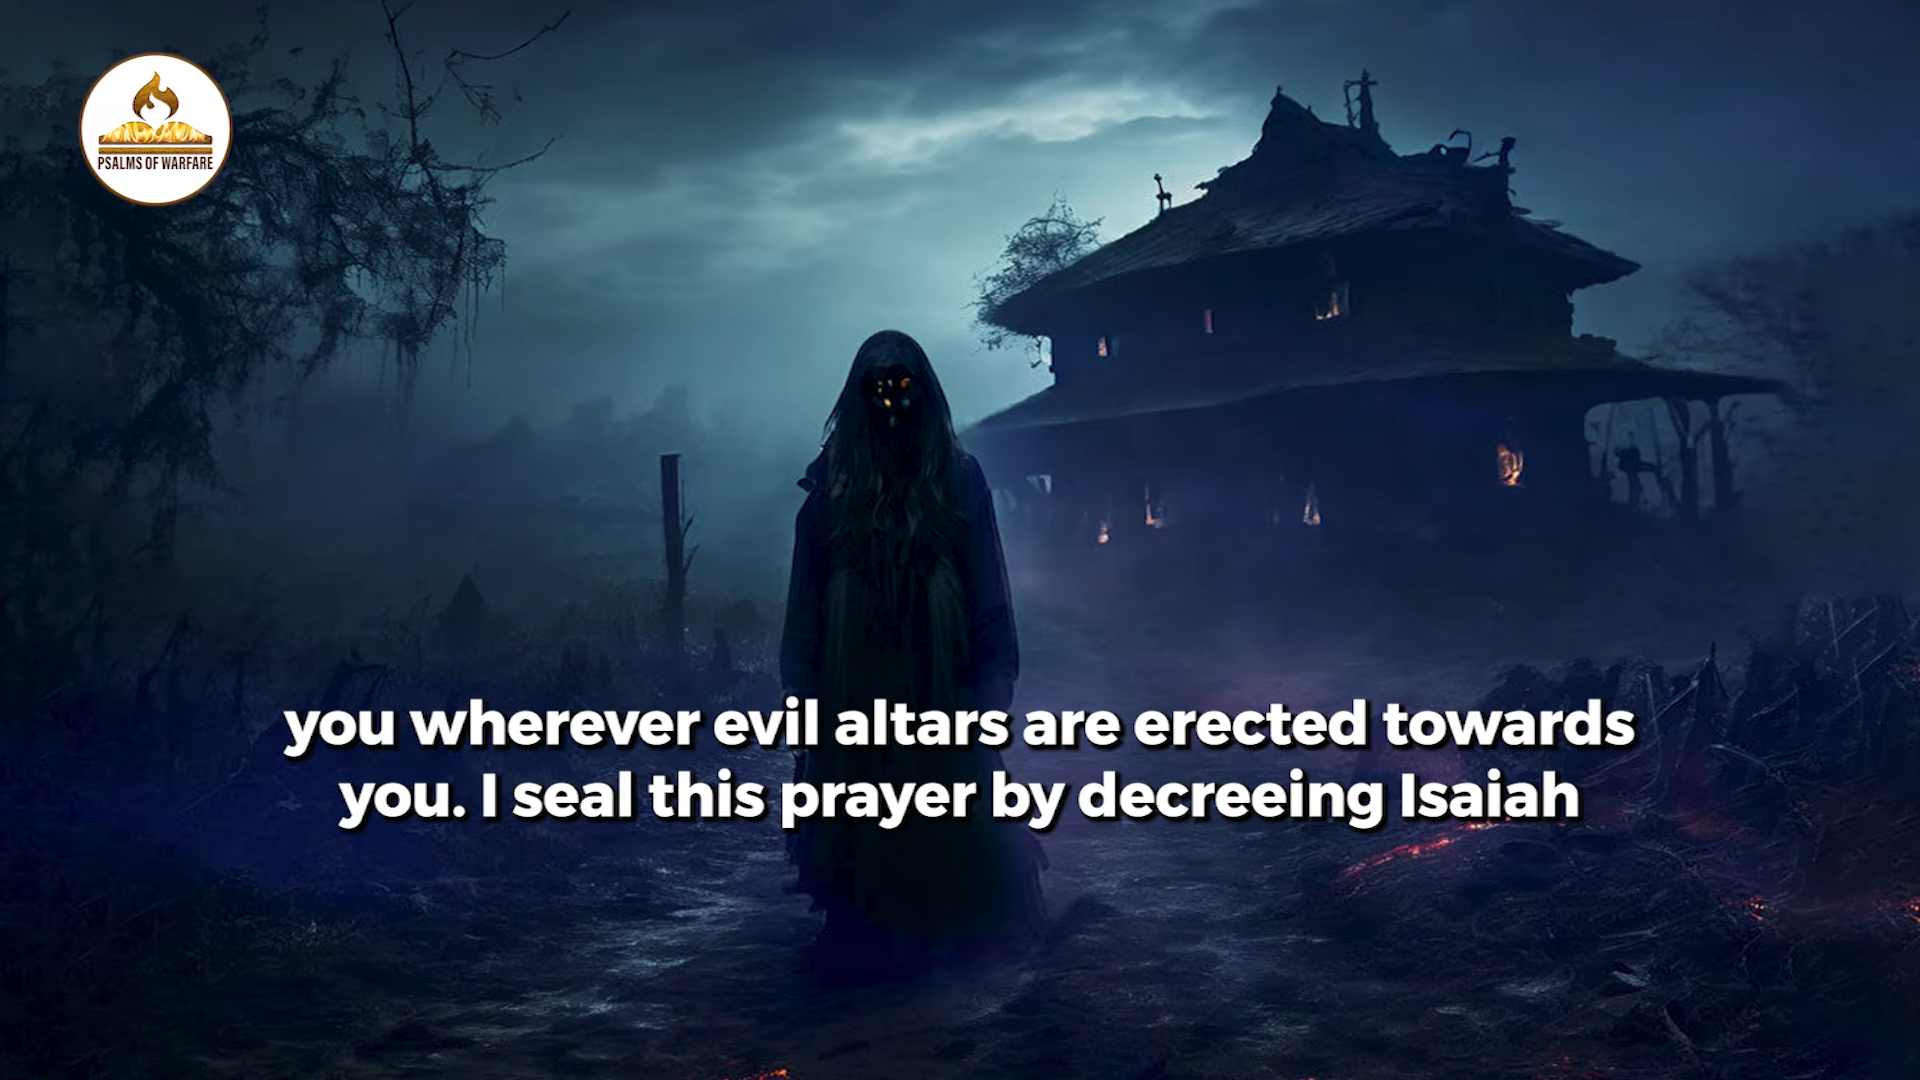 PSALMS OF WARFARE
you wherever evil altars are erected towards
you. I seal this prayer by decreeing Isaiah